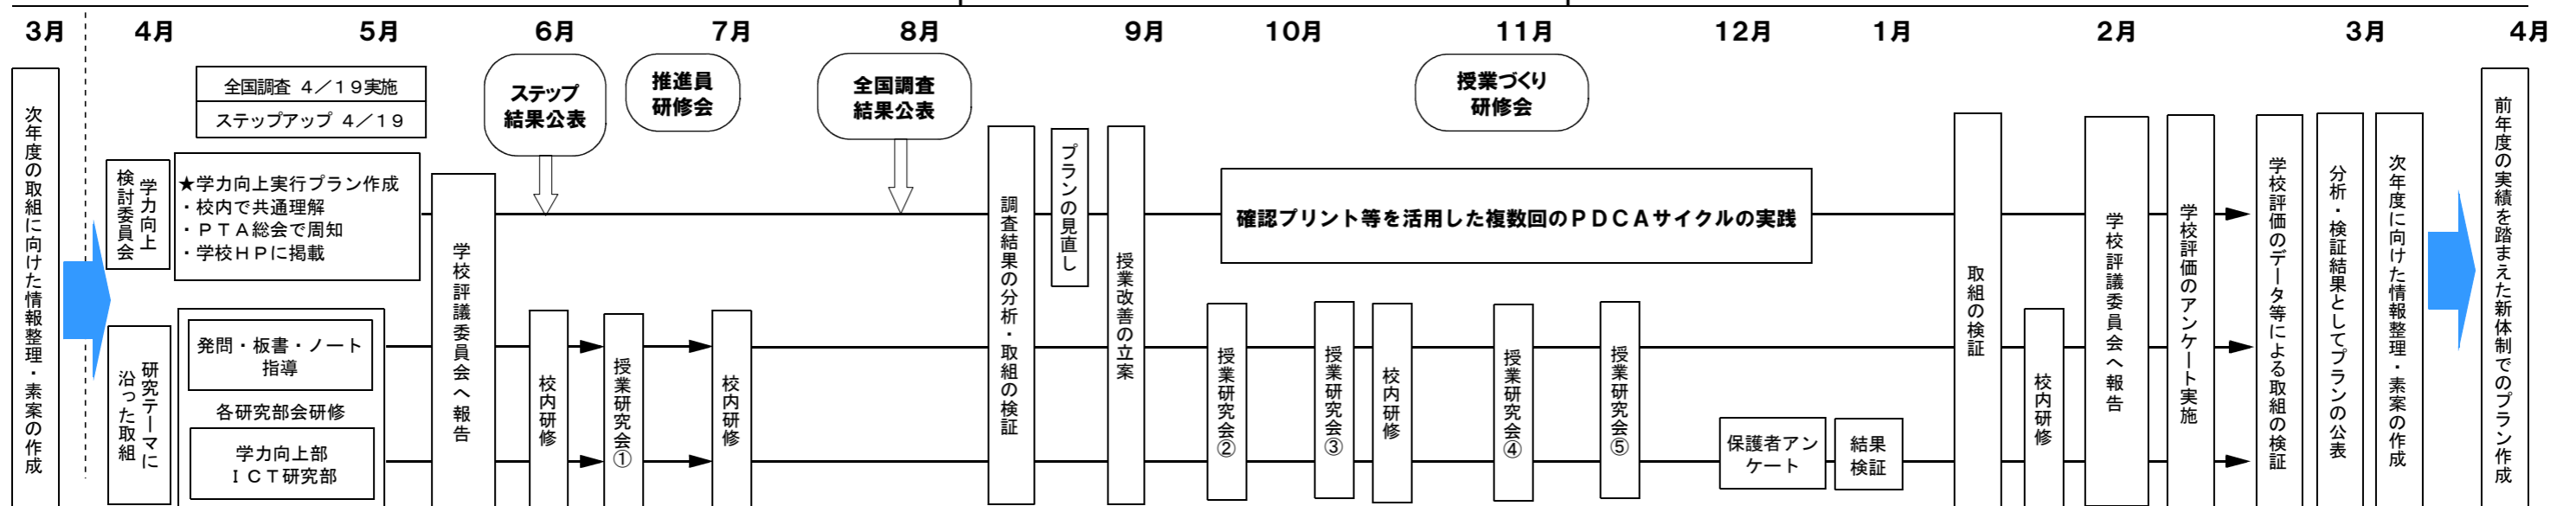 3月
4月
5月
6月
7月
8月
9月
10月
11月
12月
1月
2月
3月
4月
次年度の取組に向けた情報整理・素案の作成
全国調査 4／19実施
ステップアップ 4／19
学力向上
検討委員会
★学力向上実行プラン作成
・校内で共通理解
・ＰＴＡ総会で周知
・学校ＨＰに掲載
研究テーマに
沿った取組
発問・板書・ノート
指導
各研究部会研修
学力向上部
ＩＣＴ研究部
学校評議委員会へ報告
ステップ
結果公表
校内研修
授業研究会①
推進員
研修会
校内研修
全国調査
結果公表
調査結果の分析・取組の検証
プランの見直し
授業改善の立案
確認プリント等を活用した複数回のＰＤＣＡサイクルの実践
授業研究会②
授業研究会③
校内研修
授業づくり
研修会
授業研究会④
授業研究会⑤
保護者アン
ケート
結果
検証
取組の検証
校内研修
学校評議委員会へ報告
学校評価のアンケート実施
学校評価のデータ等による取組の検証
分析・検証結果としてプランの公表
次年度に向けた情報整理・素案の作成
前年度の実績を踏まえた新体制でのプラン作成